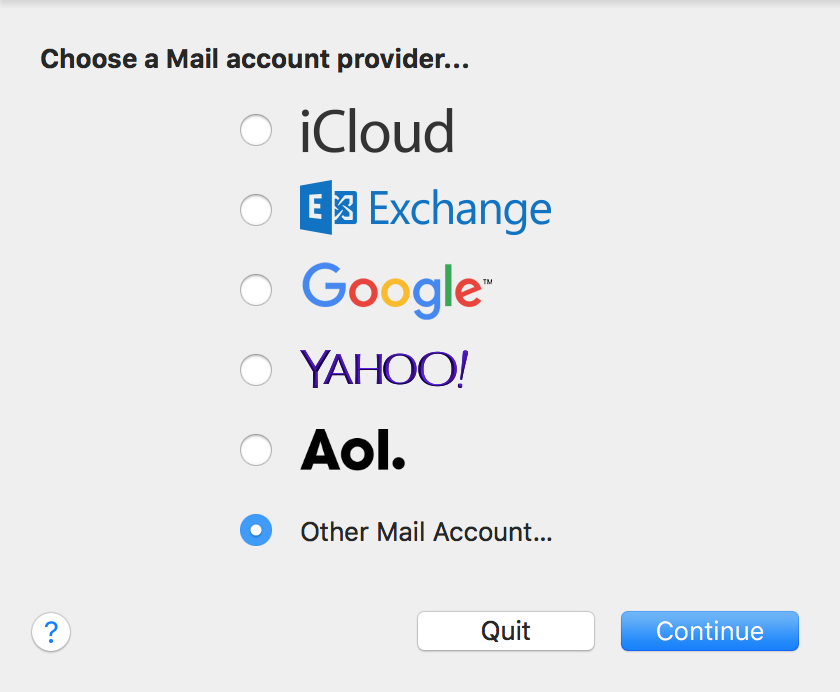 Choose a Mail account provider...
iCloud
E Exchange
Google™
YAHOO!
Aol.
Other Mail Account...
? Quit Continue